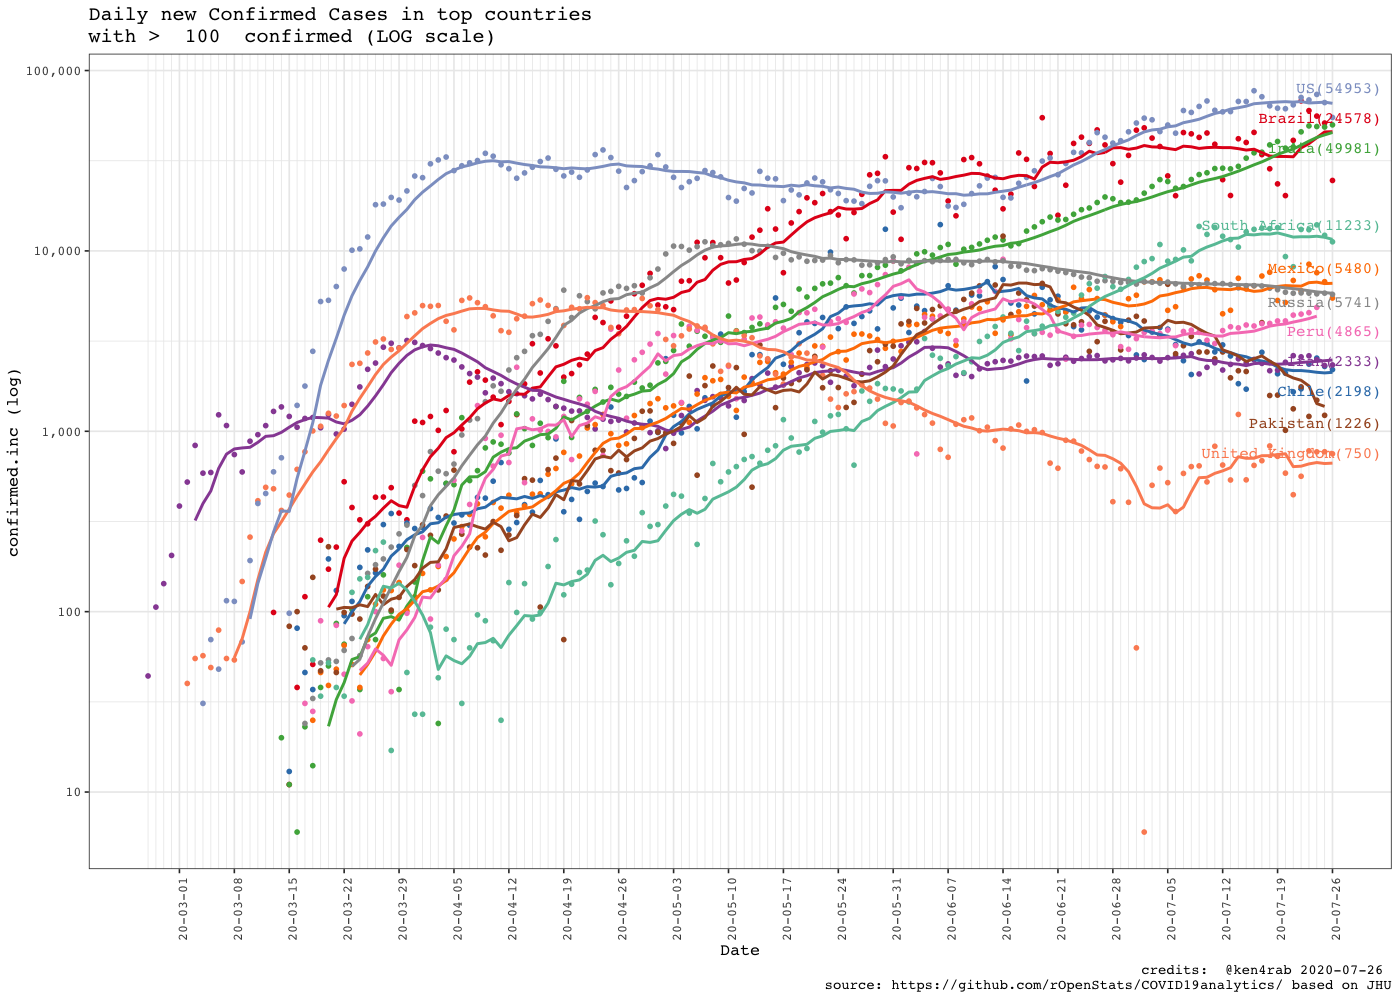 Daily new Confirmed Cases in top countries
with >  100  confirmed (LOG scale)
100,000
10,000
1,000
100
10
confirmed.inc (log)
US(54953)
Brazil(24578)
India(49981)
South Africa(11233)
Mexico(5480)
Russia(5741)
Peru(4865)
Iran(2333)
Chile(2198)
Pakistan(1226)
United Kingdom(750)
20-03-01
20-03-08
20-03-15
20-03-22
20-03-29
20-04-05
20-04-12
20-04-19
20-04-26
20-05-03
20-05-10
20-05-17
20-05-24
20-05-31
20-06-07
20-06-14
20-06-21
20-06-28
20-07-05
20-07-12
20-07-19
20-07-26
Date
credits:  @ken4rab 2020-07-26
source: https://github.com/rOpenStats/COVID19analytics/ based on JHU